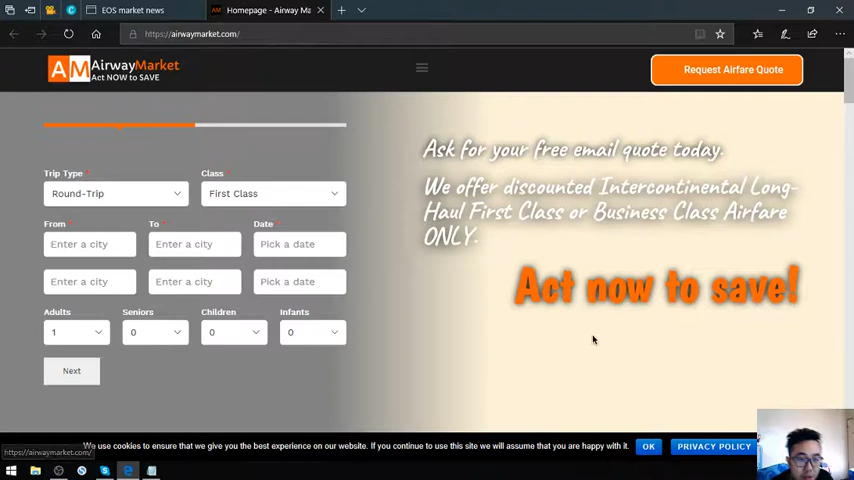 EOS market news
Homepage - Airway Ma
https://airwaymarket.com/
AM AirwayMarket
Act NOW to SAVE
Request Airfare Quote
Ask for your free email quote today.
We offer discounted Intercontinental Long-
Haul First Class or Business Class Airfare
ONLY.
Act now to save!
Trip Type *
Class *
Round-Trip
First Class
From *
To *
Date *
Enter a city
Enter a city
Pick a date
Enter a city
Enter a city
Pick a date
Adults
Seniors
Children
Infants
1
0
0
0
Next
We use cookies to ensure that we give you the best experience on our website. If you continue to use this site we will assume that you are happy with it.
OK
PRIVACY POLICY
https://airwaymarket.com/